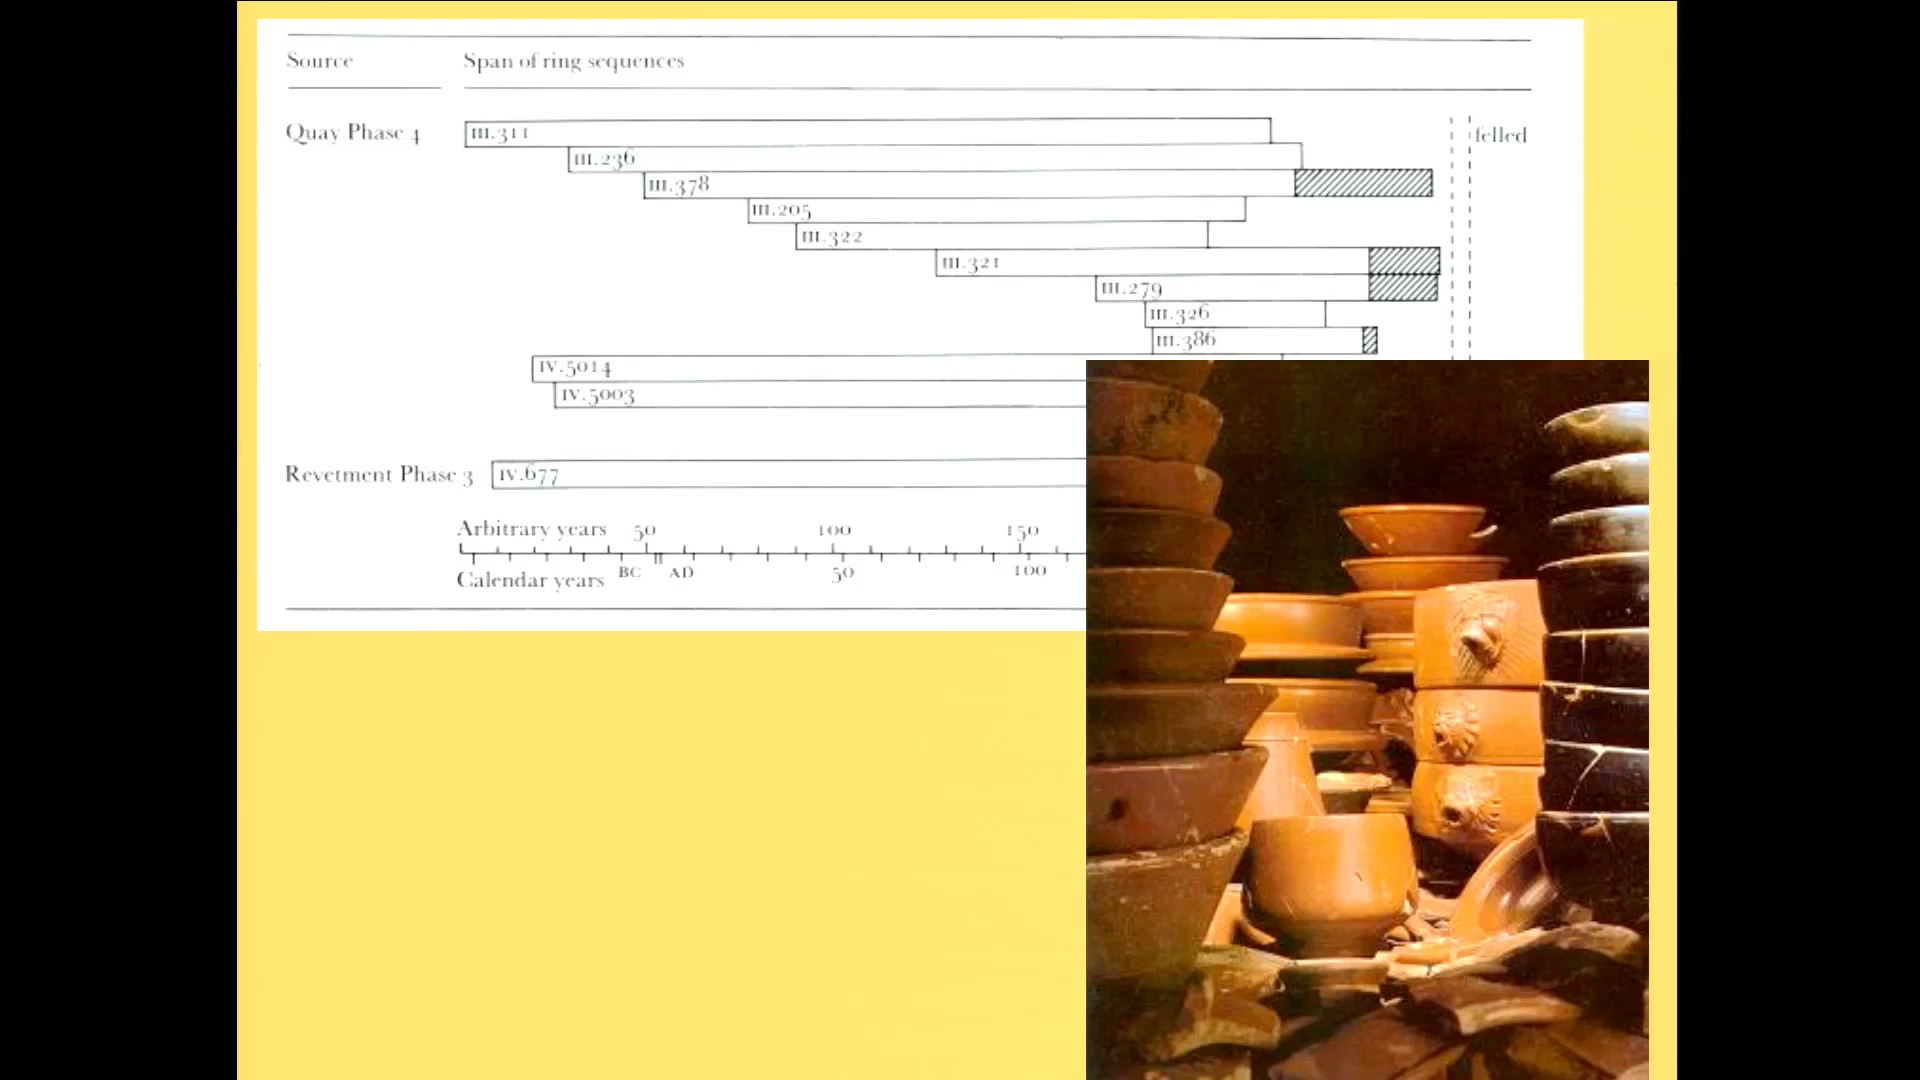 Source Span of ring sequences
Quay Phase 4 III.311 felled
III.236
III.378
III.205
III.322
III.321
III.279
III.326
III.386
IV.5014
IV.5003
Revetment Phase 3 IV.677
Arbitrary years 50 100 150
Calendar years BC AD 50 100